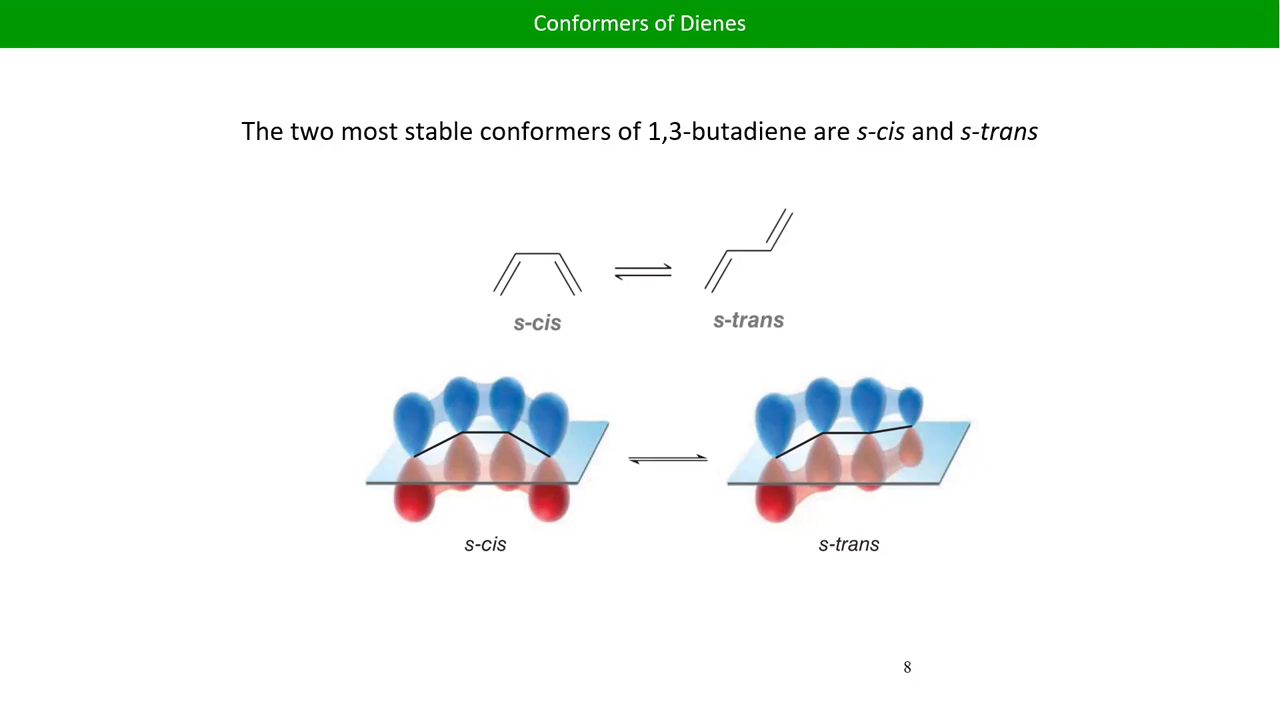 Conformers of Dienes
The two most stable conformers of 1,3-butadiene are s-cis and s-trans
s-cis
s-trans
s-cis
s-trans
8